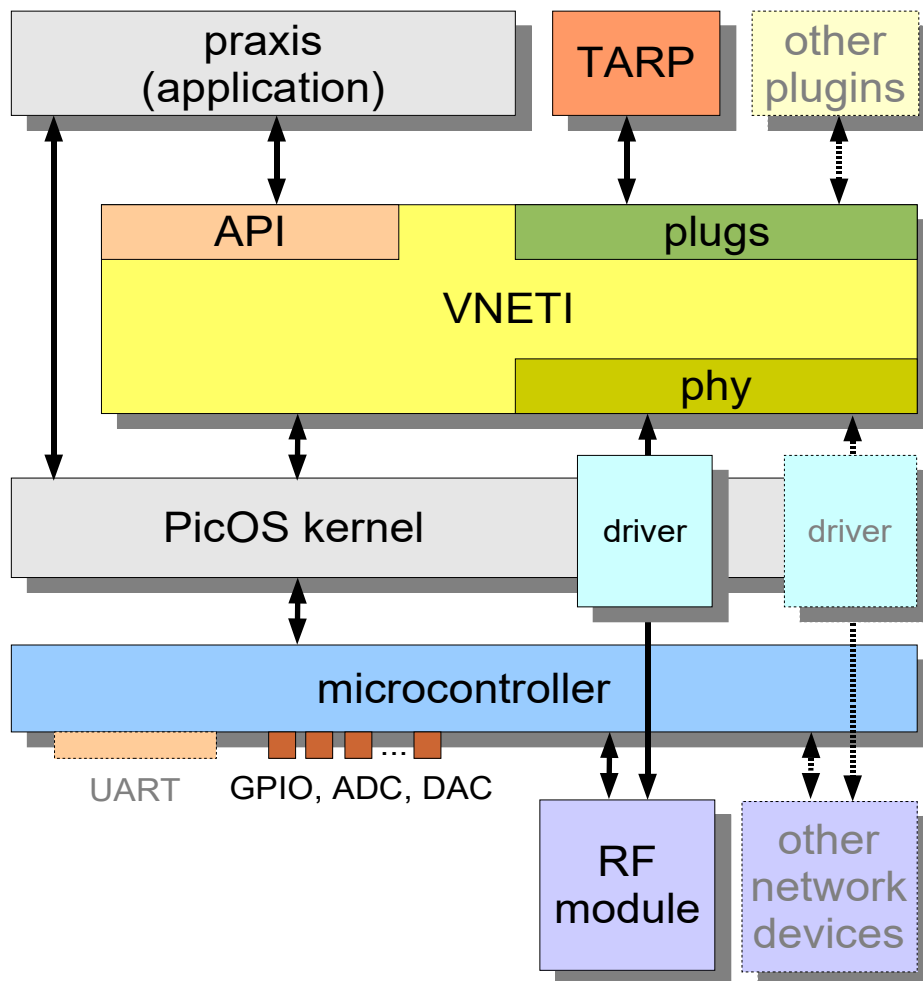 praxis
(application)
TARP
other
plugins
API
plugs
VNETI
phy
PicOS kernel
driver
driver
microcontroller
...
UART
GPIO, ADC, DAC
RF
module
other
network
devices